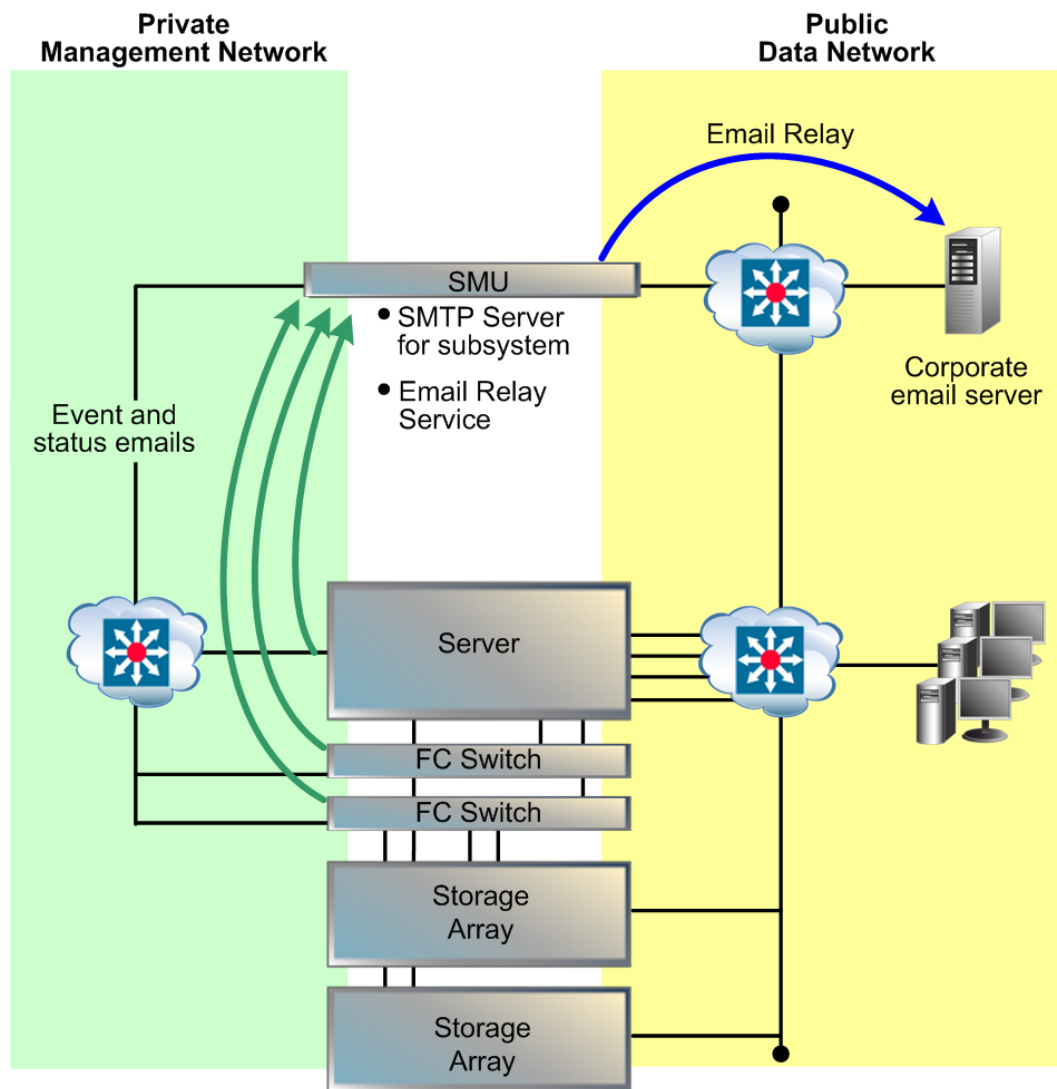 Private
Management Network
Public
Data Network
Email Relay
SMU
• SMTP Server
for subsystem
• Email Relay
Service
Corporate
email server
Event and
status emails
Server
FC Switch
FC Switch
Storage
Array
Storage
Array